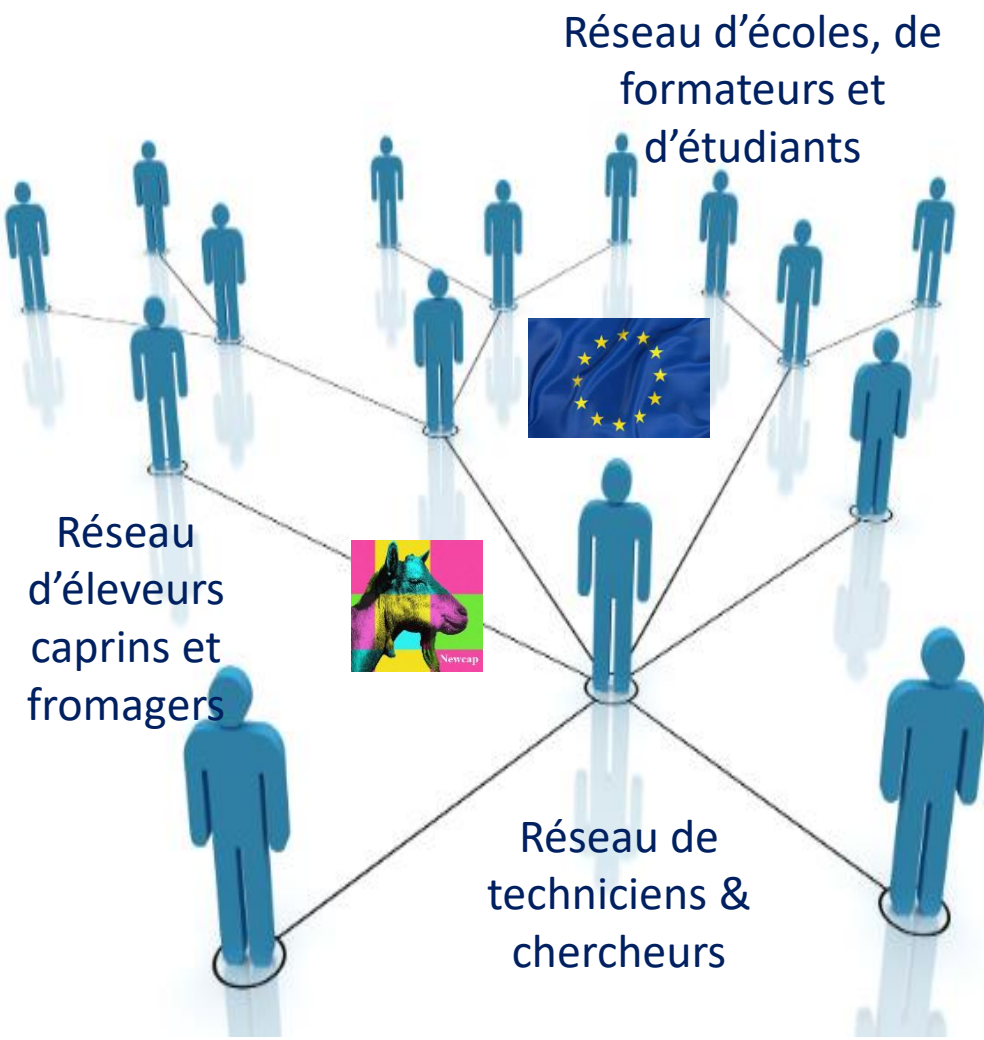 Réseau d’écoles, de
formateurs et
d’étudiants
Réseau
d’éleveurs
caprins et
fromagers
Newcap
Réseau de
techniciens &
chercheurs